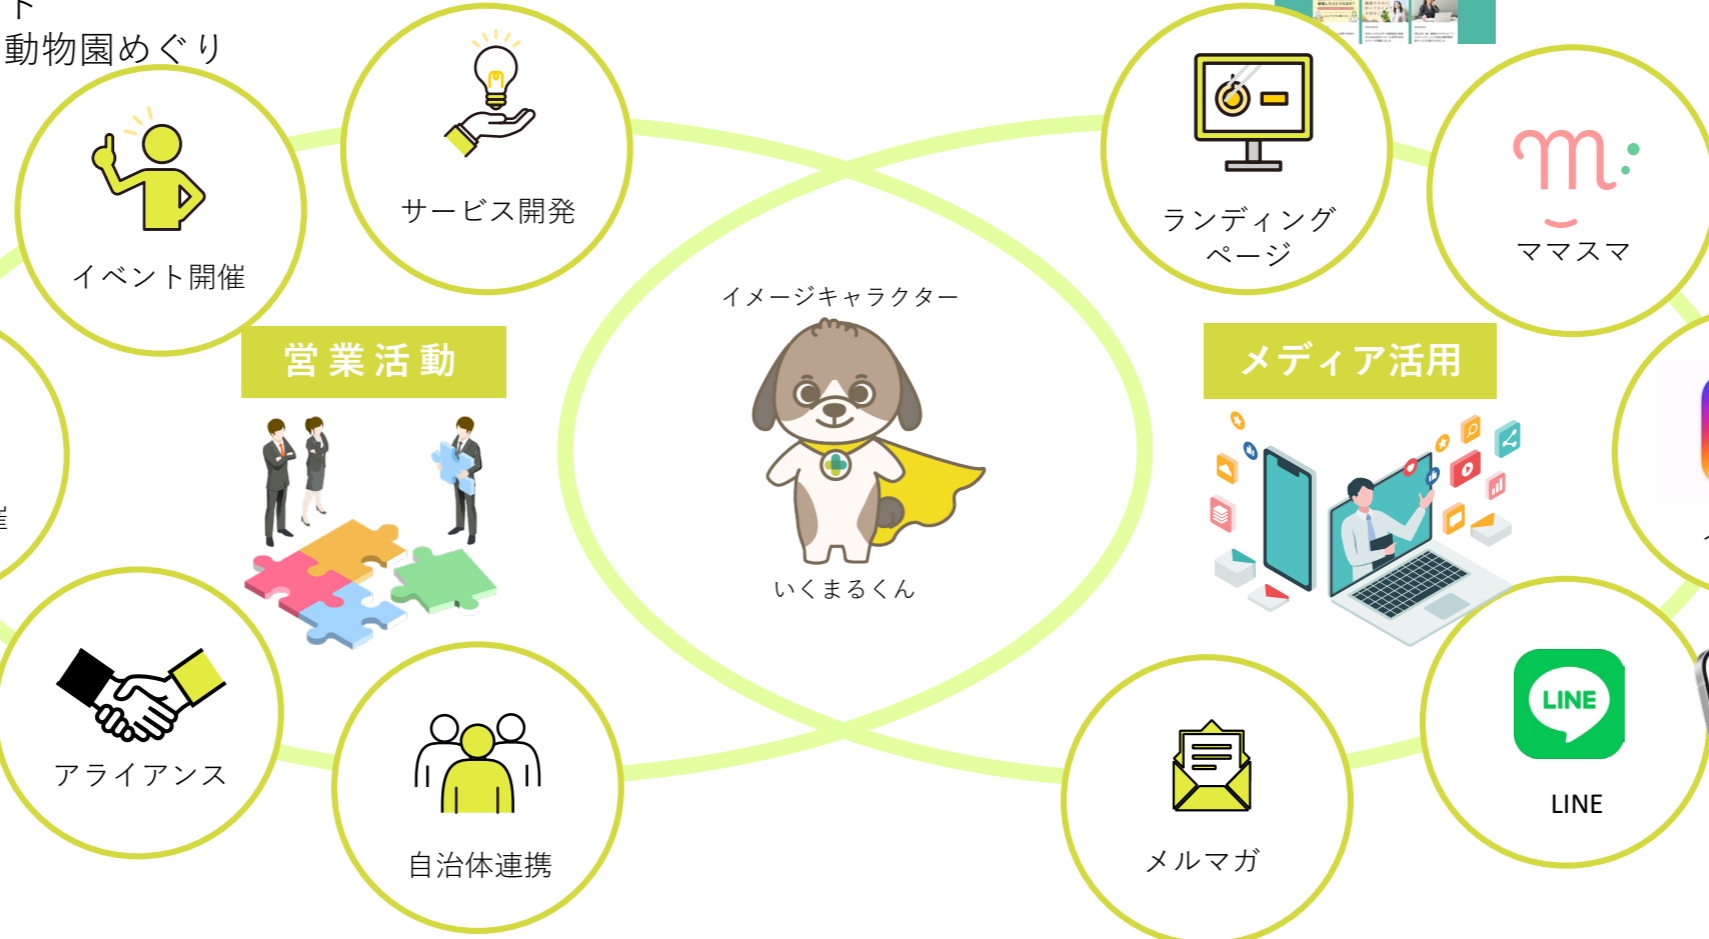 ト
動物園めぐり
イベント開催
サービス開発
ランディング
ページ
ママスマ
営業活動
イメージキャラクター
いくまるくん
メディア活用
催
アライアンス
自治体連携
メルマガ
LINE
LINE